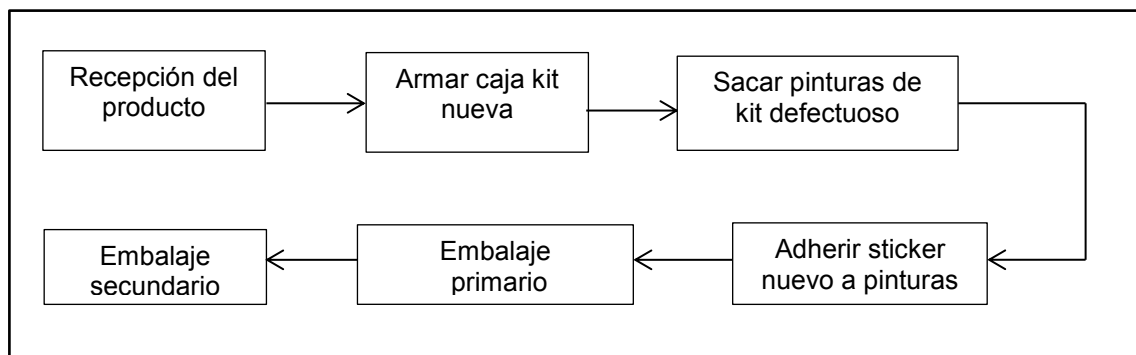 Recepción del
producto
Armar caja kit
nueva
Sacar pinturas de
kit defectuoso
Adherir sticker
nuevo a pinturas
Embalaje
primario
Embalaje
secundario